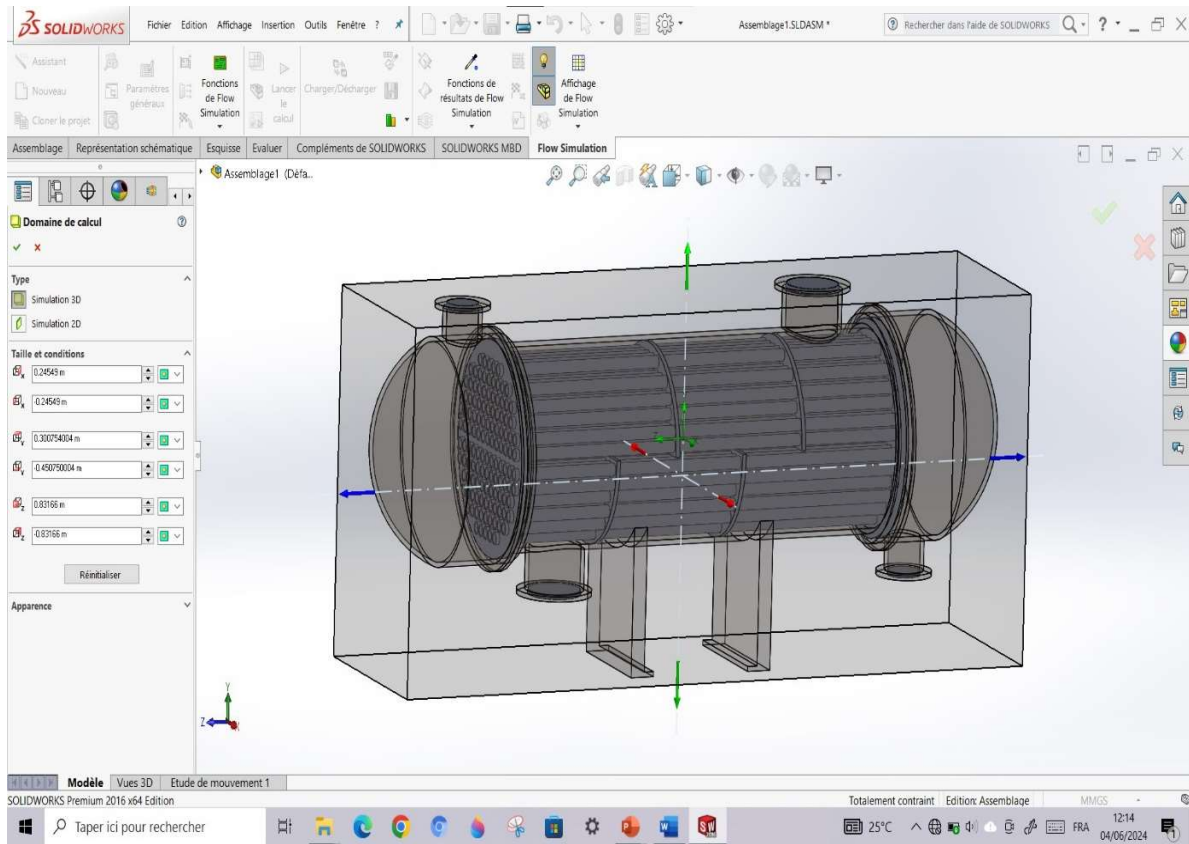 SOLIDWORKS
Fichier Edition Affichage Insertion Outils Fenêtre ?
Assemblage1.SLDASM *
Rechercher dans l'aide de SOLIDWORKS
Assistant
Nouveau
Cloner le projet
Paramètres généraux
Fonctions de Flow Simulation
Lancer le calcul
Charger/Décharger
Fonctions de résultats de Flow Simulation
Affichage de Flow Simulation
Assemblage Représentation schématique Esquisse Evaluer Compléments de SOLIDWORKS SOLIDWORKS MBD Flow Simulation
Assemblage1 (Défa..
Domaine de calcul
Type
Simulation 3D
Simulation 2D
Taille et conditions
X 0.24549 m
X -0.24549 m
Y 0.300754004 m
Y -0.450750004 m
Z 0.83166 m
Z -0.83166 m
Réinitialiser
Apparence
Y
Z
Modèle Vues 3D Etude de mouvement 1
SOLIDWORKS Premium 2016 x64 Edition
Totalement contraint Edition: Assemblage MMGS -
Taper ici pour rechercher
25°C
FRA
12:14
04/06/2024